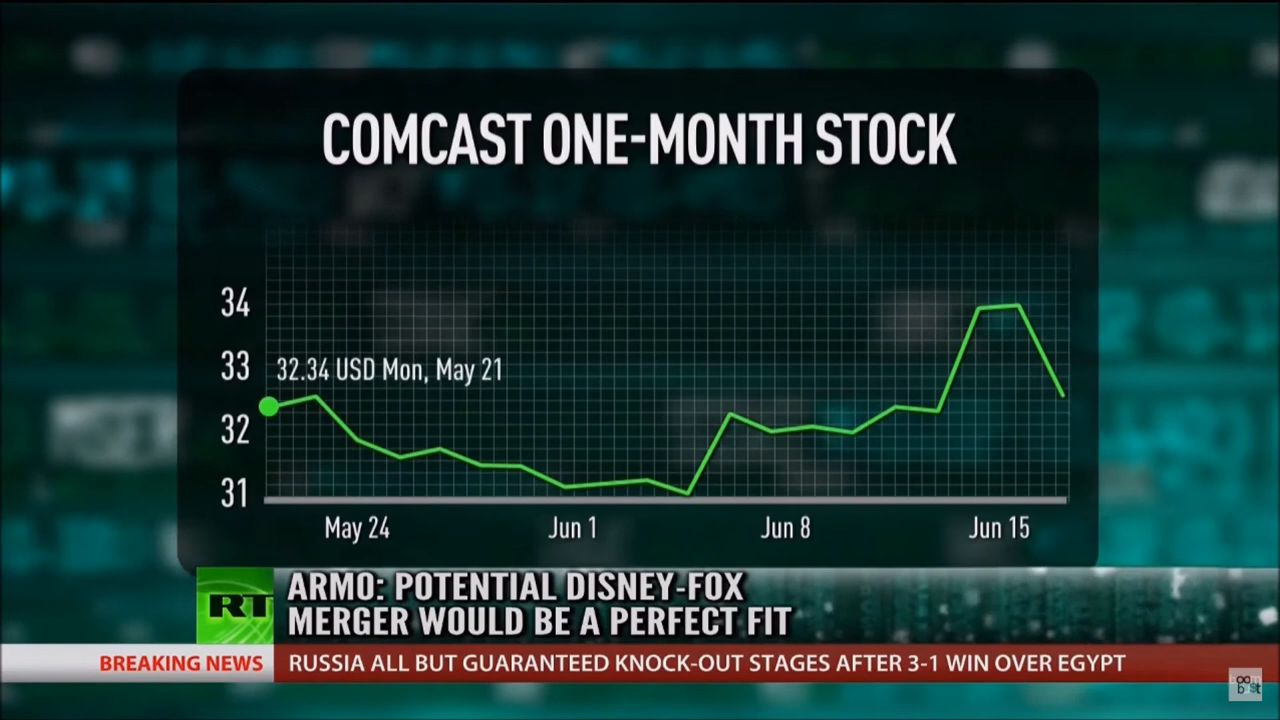 COMCAST ONE-MONTH STOCK
34
33
32.34 USD Mon, May 21
32
31
May 24
Jun 1
Jun 8
Jun 15
RT
ARMO: POTENTIAL DISNEY-FOX
MERGER WOULD BE A PERFECT FIT
BREAKING NEWS
RUSSIA ALL BUT GUARANTEED KNOCK-OUT STAGES AFTER 3-1 WIN OVER EGYPT
boom
bust